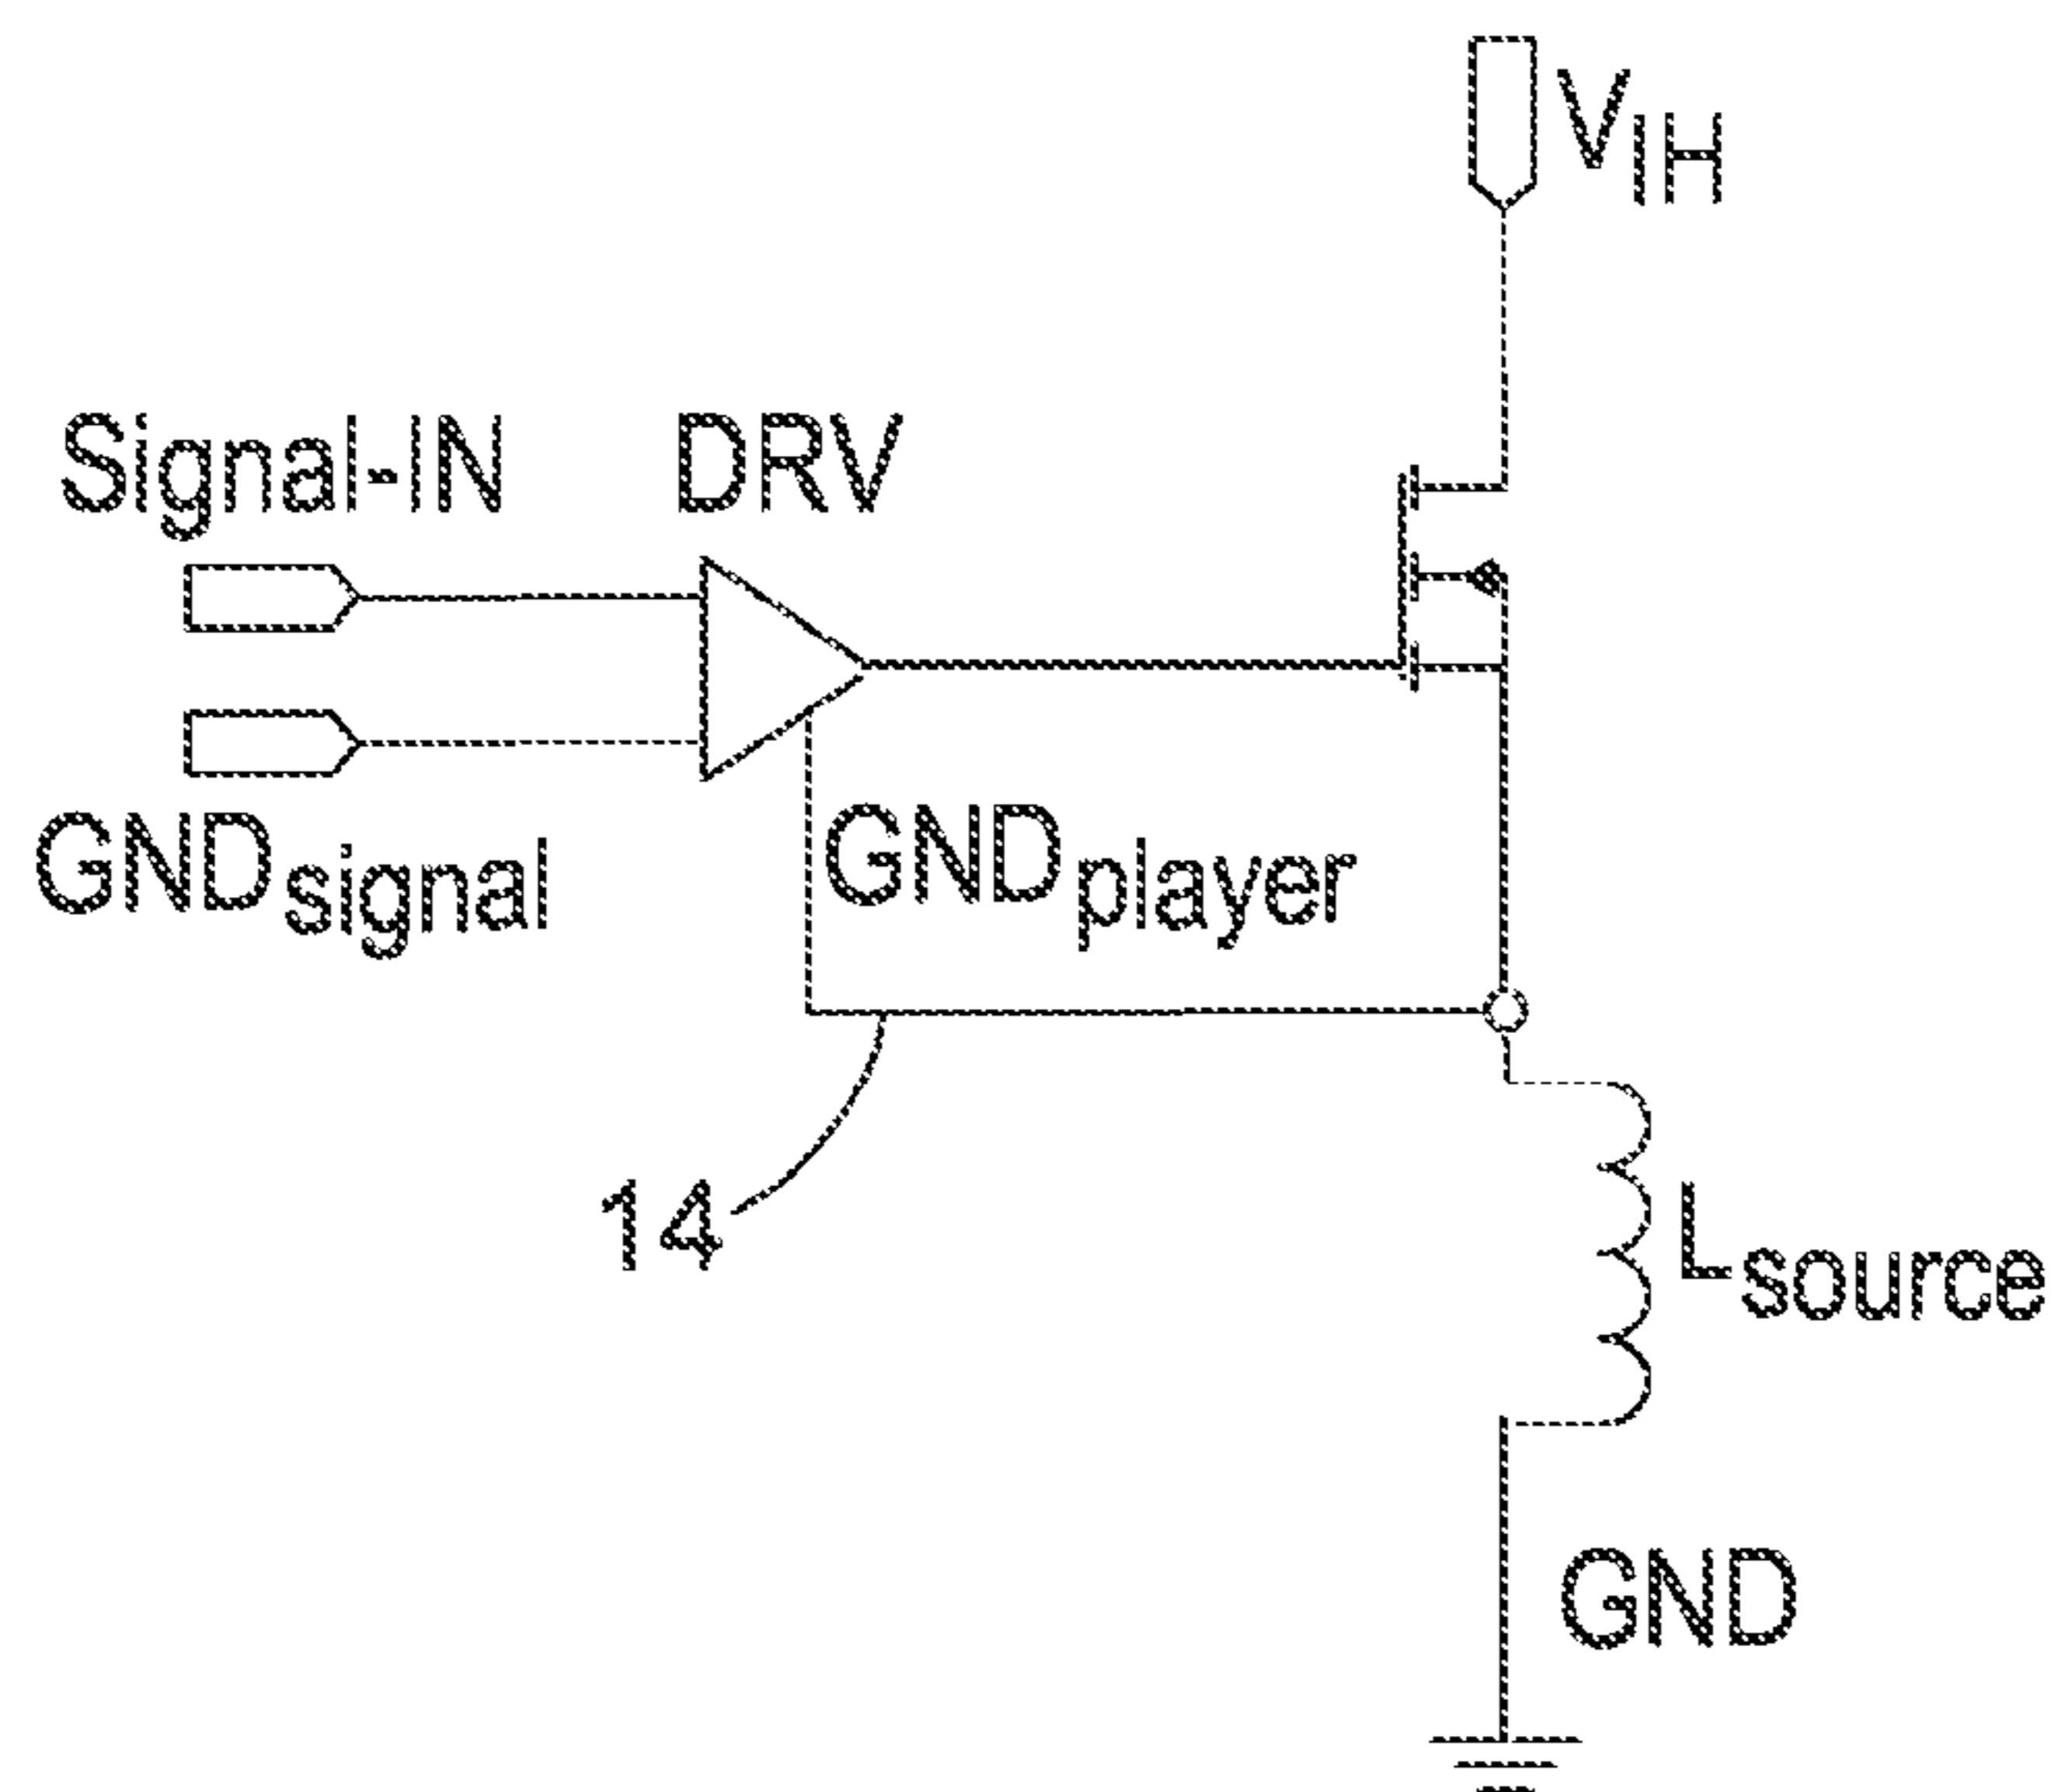 VIH
Signal-IN
DRV
GNDsignal
GNDplayer
14
Lsource
GND